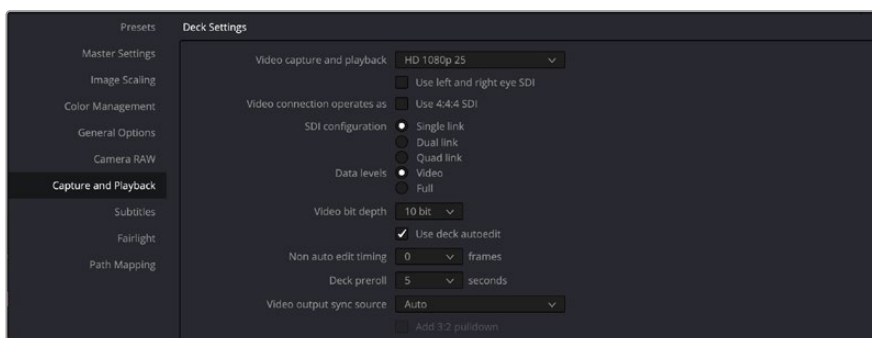 Presets
Master Settings
Image Scaling
Color Management
General Options
Camera RAW
Capture and Playback
Subtitles
Fairlight
Path Mapping
Deck Settings
Video capture and playback HD 1080p 25
Use left and right eye SDI
Video connection operates as Use 4:4:4 SDI
SDI configuration Single link
Dual link
Quad link
Data levels Video
Full
Video bit depth 10 bit
Use deck autoedit
Non auto edit timing 0 frames
Deck preroll 5 seconds
Video output sync source Auto
Add 3:2 pulldown